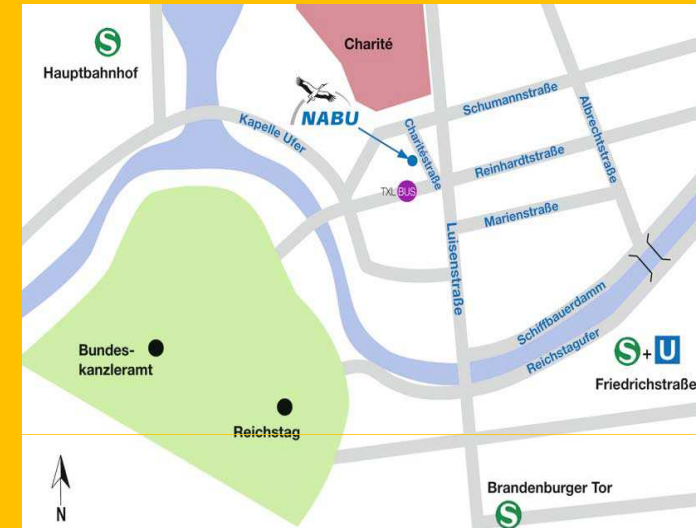 Charité
Hauptbahnhof
S
NABU
Kapelle Ufer
Schumannstraße
Albrechtstraße
Charitéstraße
Reinhardtstraße
TXL BUS
Marienstraße
Luisenstraße
Schiffbauerdamm
Reichstagufer
Bundes-
kanzleramt
S+U
Friedrichstraße
Reichstag
N
Brandenburger Tor
S